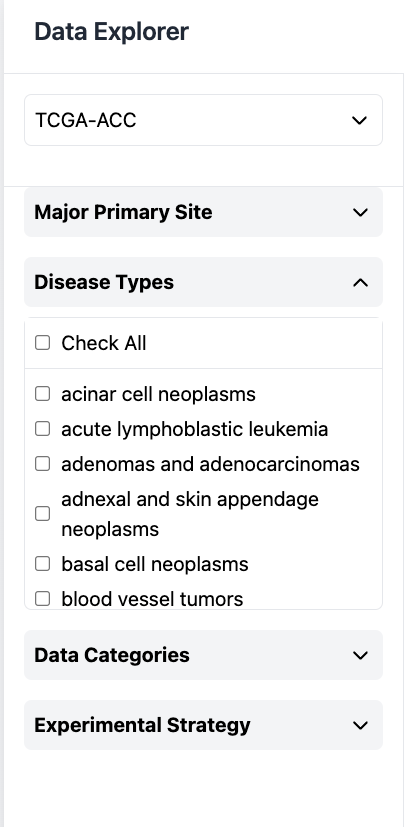 Data Explorer
TCGA-ACC
Major Primary Site
Disease Types
Check All
acinar cell neoplasms
acute lymphoblastic leukemia
adenomas and adenocarcinomas
adnexal and skin appendage
neoplasms
basal cell neoplasms
blood vessel tumors
Data Categories
Experimental Strategy